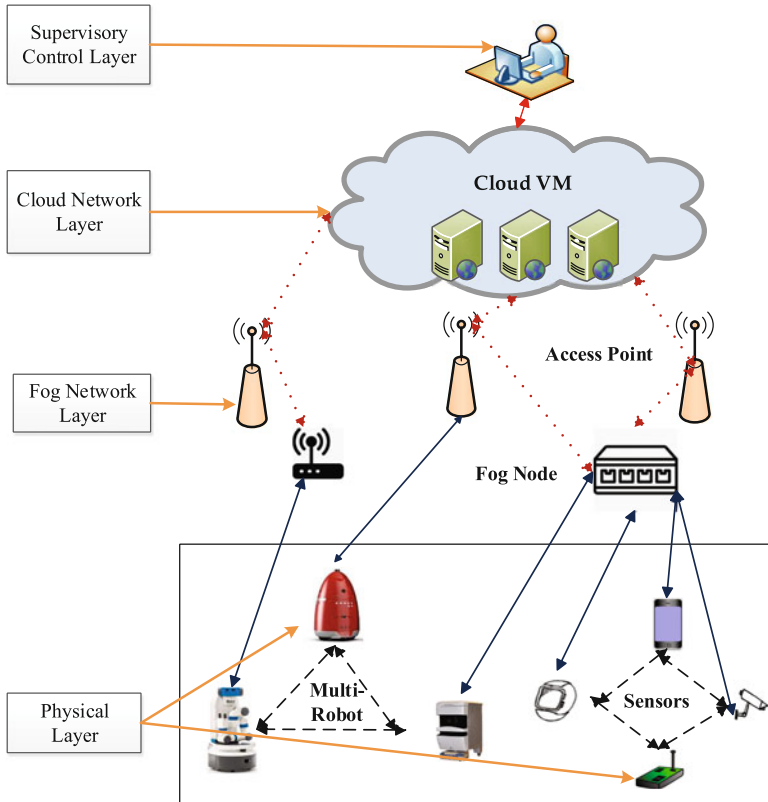 Supervisory
Control Layer
Cloud Network
Layer
Cloud VM
Access Point
Fog Network
Layer
Fog Node
Multi-
Robot
Sensors
Physical
Layer